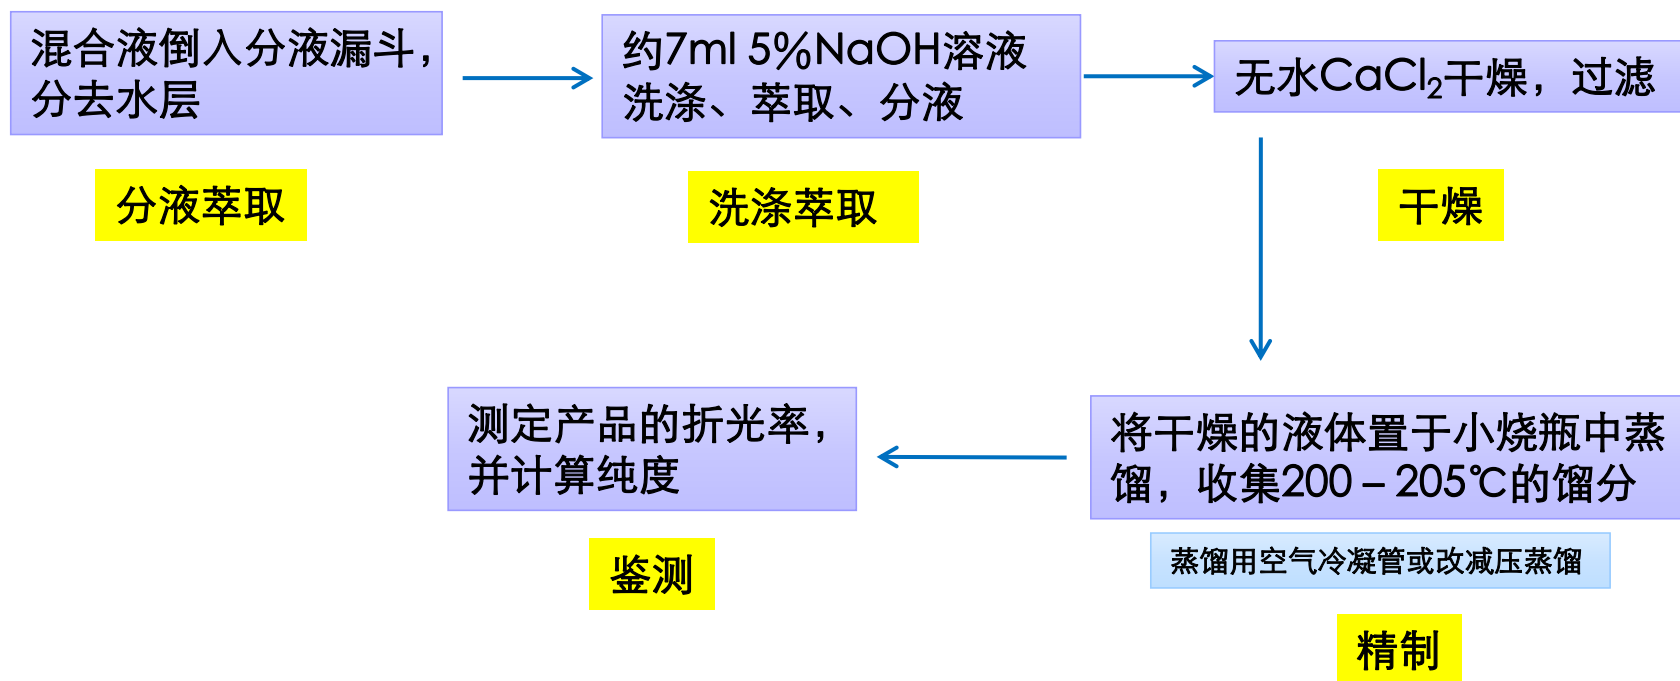 混合液倒入分液漏斗，
分去水层
分液萃取
约7ml 5%NaOH溶液
洗涤、萃取、分液
洗涤萃取
无水CaCl₂干燥，过滤
干燥
将干燥的液体置于小烧瓶中蒸
馏，收集200 – 205℃的馏分
蒸馏用空气冷凝管或改减压蒸馏
精制
测定产品的折光率，
并计算纯度
鉴测